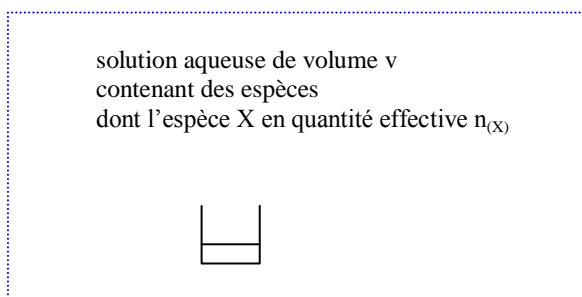 solution aqueuse de volume v
contenant des espèces
dont l'espèce X en quantité effective n(X)